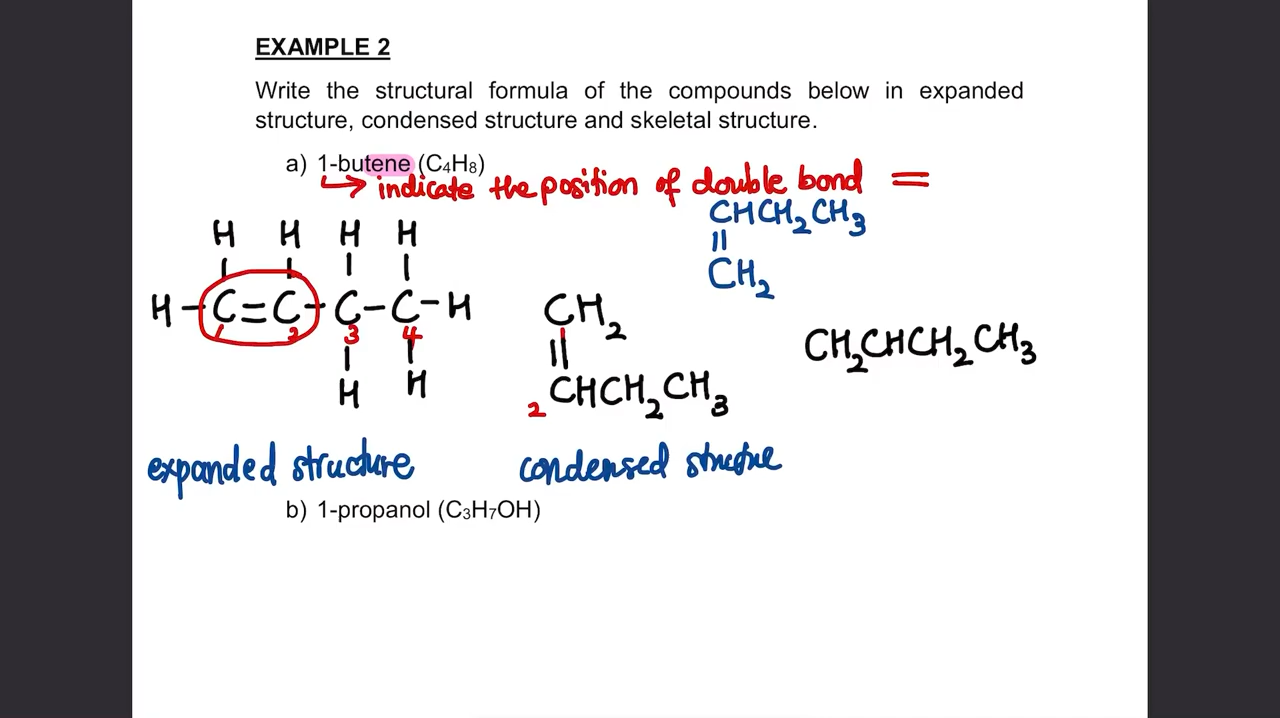 EXAMPLE 2
Write the structural formula of the compounds below in expanded
structure, condensed structure and skeletal structure.
a) 1-butene (C₄H₈)
↳ indicate the position of double bond =
CHCH₂CH₃
||
CH₂
H H H H
| | | |
H-C=C-C-C-H
1 2 3 4
| |
H H
CH₂
1
||
2 CHCH₂CH₃
CH₂CHCH₂CH₃
expanded structure
condensed structure
b) 1-propanol (C₃H₇OH)